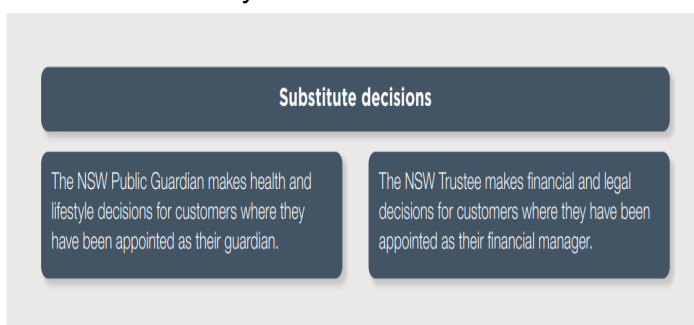 Substitute decisions
The NSW Public Guardian makes health and
lifestyle decisions for customers where they
have been appointed as their guardian.
The NSW Trustee makes financial and legal
decisions for customers where they have been
appointed as their financial manager.